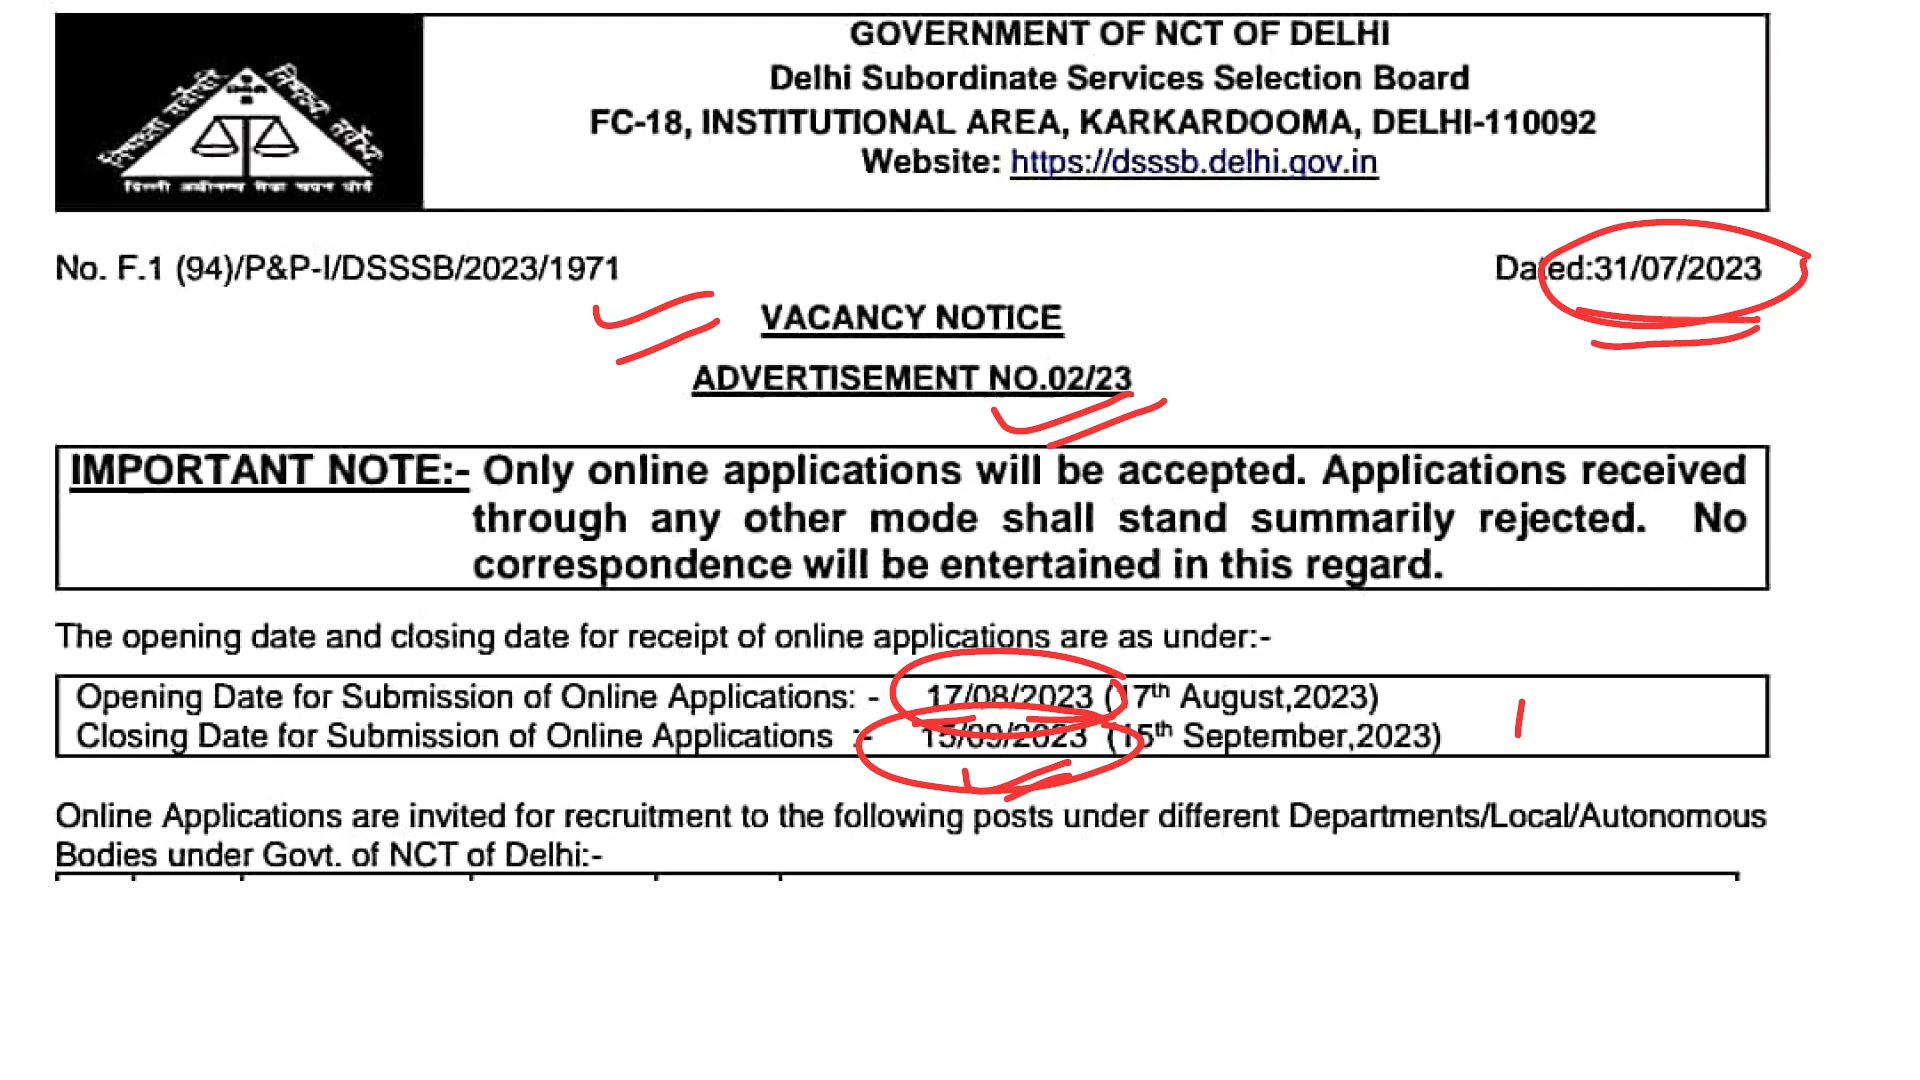 GOVERNMENT OF NCT OF DELHI
Delhi Subordinate Services Selection Board
FC-18, INSTITUTIONAL AREA, KARKARDOOMA, DELHI-110092
Website: https://dsssb.delhi.gov.in
दिल्ली अधीनस्थ सेवा चयन बोर्ड
No. F.1 (94)/P&P-I/DSSSB/2023/1971 Dated:31/07/2023
VACANCY NOTICE
ADVERTISEMENT NO.02/23
IMPORTANT NOTE:- Only online applications will be accepted. Applications received
through any other mode shall stand summarily rejected. No
correspondence will be entertained in this regard.
The opening date and closing date for receipt of online applications are as under:-
Opening Date for Submission of Online Applications: - 17/08/2023 (17th August,2023)
Closing Date for Submission of Online Applications :- 15/09/2023 (15th September,2023)
Online Applications are invited for recruitment to the following posts under different Departments/Local/Autonomous
Bodies under Govt. of NCT of Delhi:-